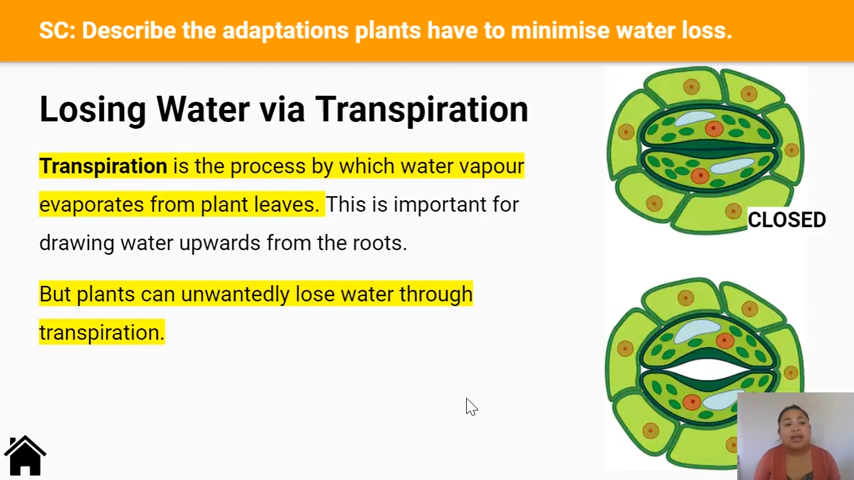 SC: Describe the adaptations plants have to minimise water loss.
Losing Water via Transpiration
Transpiration is the process by which water vapour
evaporates from plant leaves. This is important for
drawing water upwards from the roots.
But plants can unwantedly lose water through
transpiration.
CLOSED